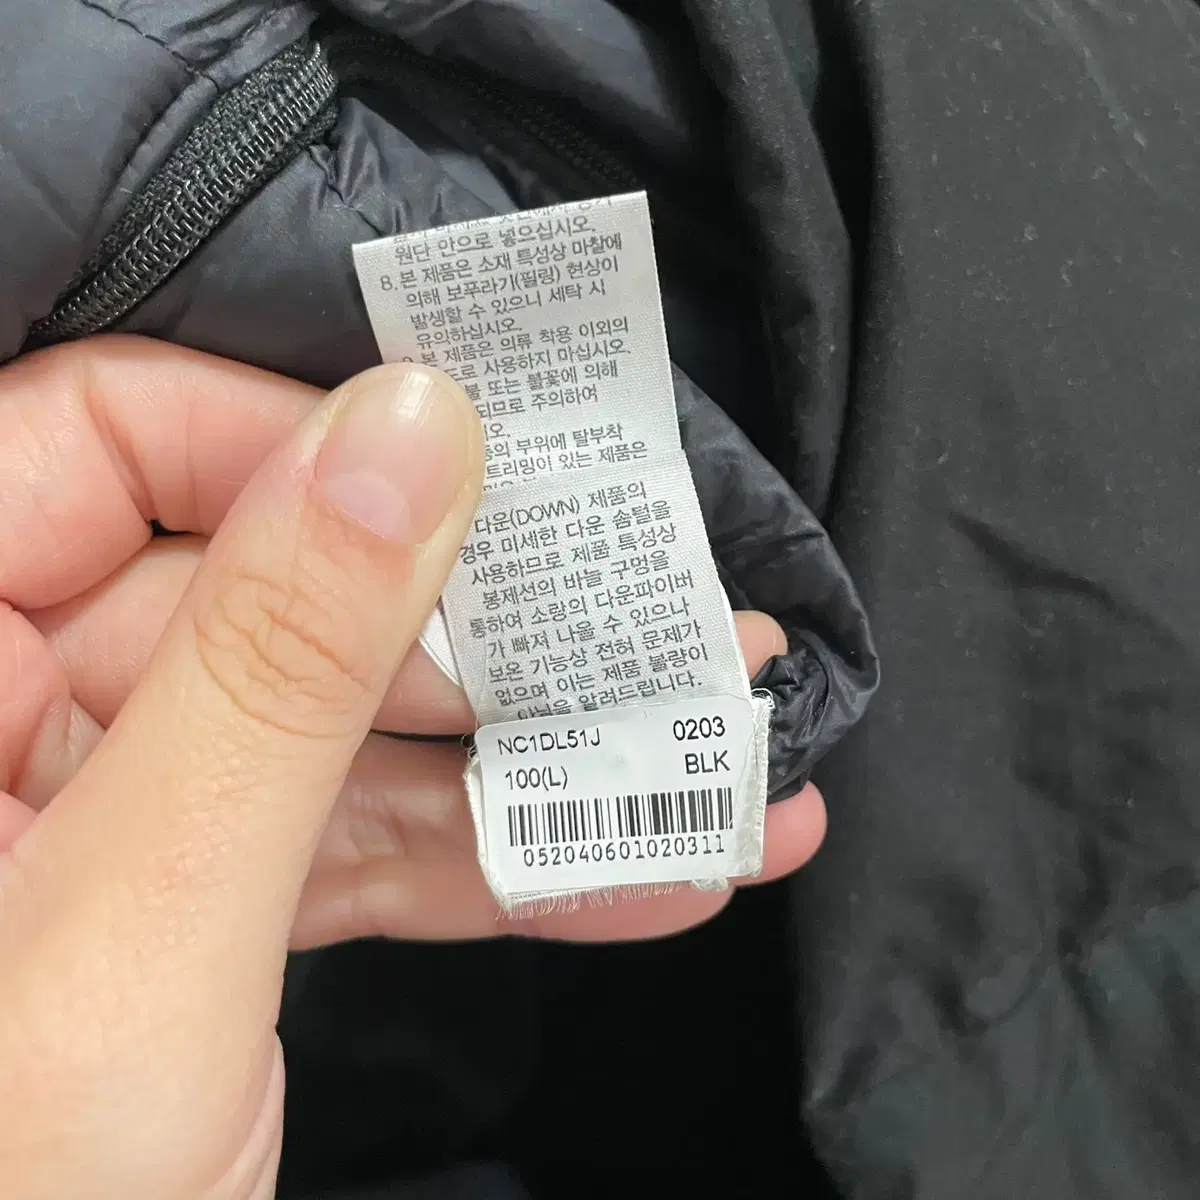 원단 안으로 넣으십시오.
8. 본 제품은 소재 특성상 마찰에
의해 보푸라기(필링) 현상이
발생할 수 있으니 세탁 시
유의하십시오.
본 제품은 의류 착용 이외의
도로 사용하지 마십시오.
불 또는 불꽃에 의해
되므로 주의하여
오.
의 부위에 탈부착
트리밍이 있는 제품은
다운(DOWN) 제품의
경우 미세한 다운 솜털을
사용하므로 제품 특성상
봉제선의 바늘 구멍을
통하여 소량의 다운파이버
가 빠져 나올 수 있으나
보온 기능상 전혀 문제가
없으며 이는 제품 불량이
아님을 알려드립니다.
NC1DL51J 0203
100(L) BLK
052040601020311